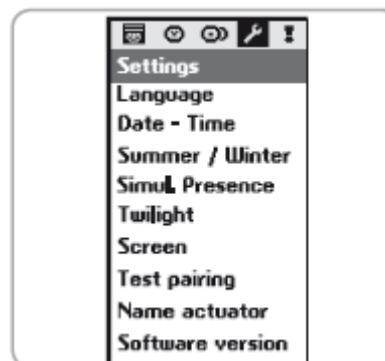 Settings
Language
Date - Time
Summer / Winter
Simul. Presence
Twilight
Screen
Test pairing
Name actuator
Software version